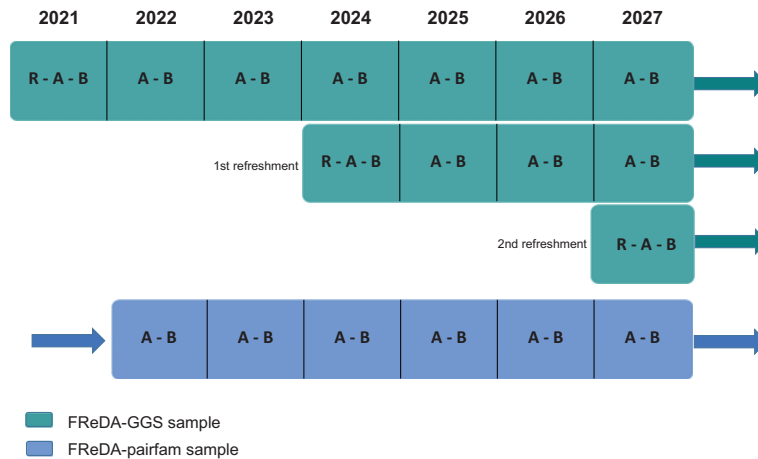 2021 2022 2023 2024 2025 2026 2027
R - A - B A - B A - B A - B A - B A - B A - B
1st refreshment R - A - B A - B A - B A - B
2nd refreshment R - A - B
A - B A - B A - B A - B A - B A - B
FReDA-GGS sample
FReDA-pairfam sample